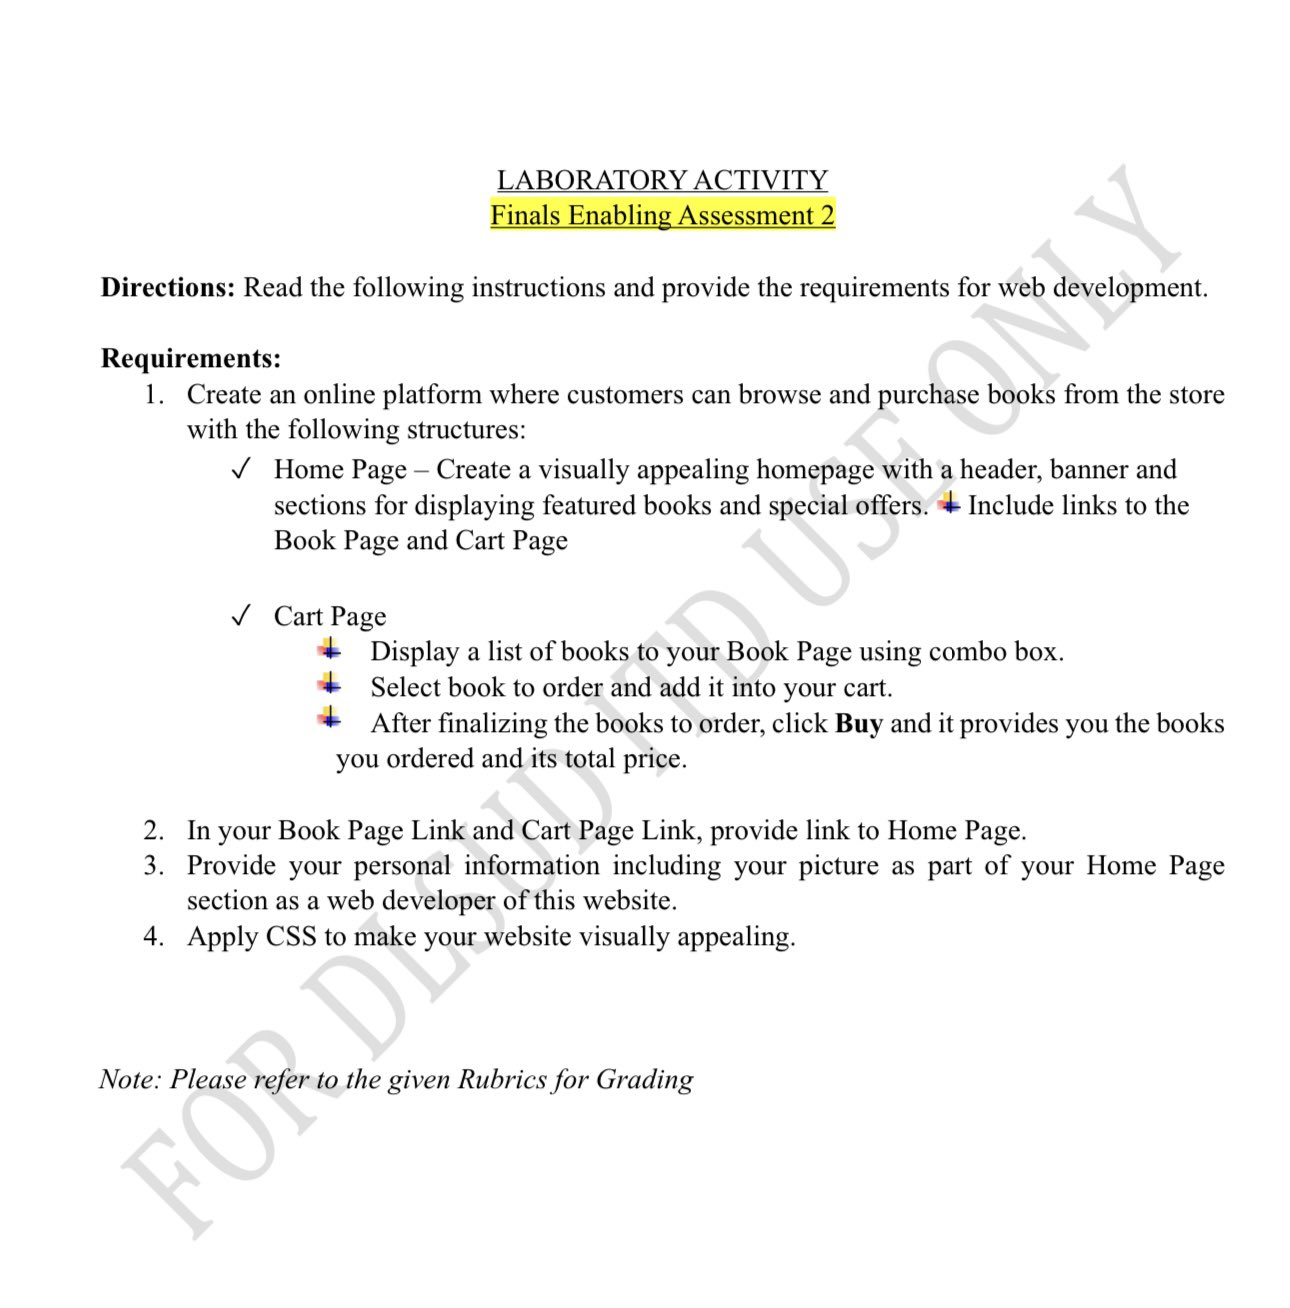 LABORATORY ACTIVITY
Finals Enabling Assessment 2
Directions: Read the following instructions and provide the requirements for web development.
Requirements:
1. Create an online platform where customers can browse and purchase books from the store
with the following structures:
✓ Home Page – Create a visually appealing homepage with a header, banner and
sections for displaying featured books and special offers. Include links to the
Book Page and Cart Page
✓ Cart Page
Display a list of books to your Book Page using combo box.
Select book to order and add it into your cart.
After finalizing the books to order, click Buy and it provides you the books
you ordered and its total price.
2. In your Book Page Link and Cart Page Link, provide link to Home Page.
3. Provide your personal information including your picture as part of your Home Page
section as a web developer of this website.
4. Apply CSS to make your website visually appealing.
Note: Please refer to the given Rubrics for Grading
FOR DLSUD ITD USE ONLY